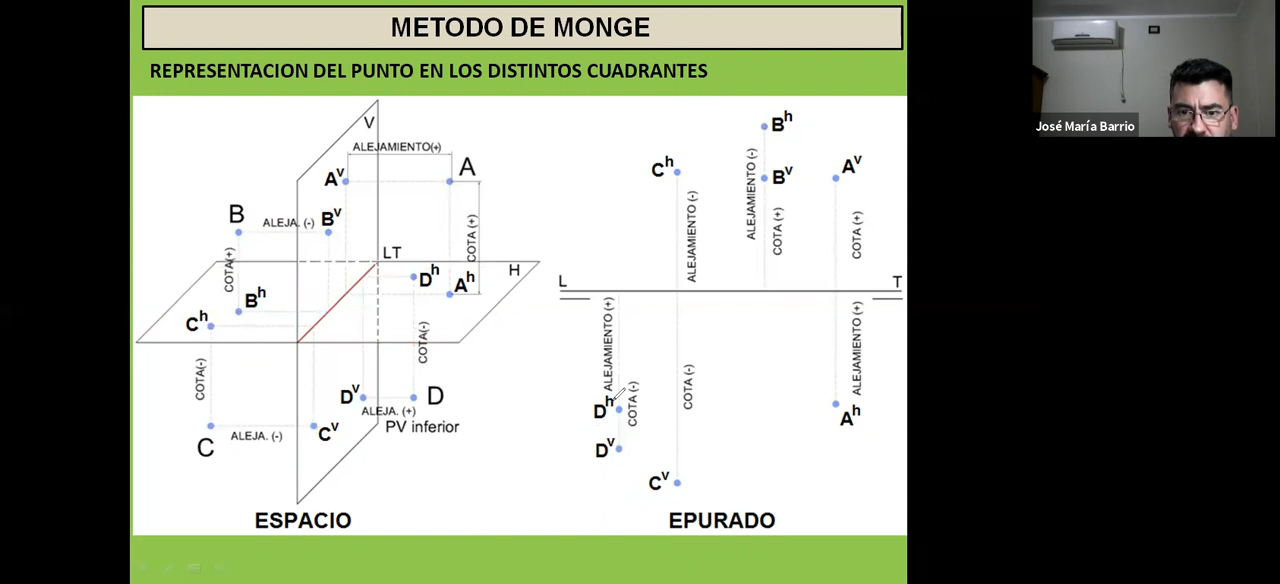 METODO DE MONGE
REPRESENTACION DEL PUNTO EN LOS DISTINTOS CUADRANTES
José María Barrio
V
ALEJAMIENTO(+)
A
Aᵛ
B
ALEJA. (-)
Bᵛ
COTA (+)
COTA(+)
LT
H
Dʰ
Aʰ
Bʰ
Cʰ
COTA(-)
COTA(-)
Dᵛ
D
ALEJA. (+)
PV inferior
C
ALEJA. (-)
Cᵛ
ESPACIO
Bʰ
Cʰ
ALEJAMIENTO (-)
Bᵛ
Aᵛ
ALEJAMIENTO (-)
COTA (+)
COTA (+)
L
T
ALEJAMIENTO (+)
ALEJAMIENTO (+)
COTA (-)
COTA (-)
Dʰ
Aʰ
Dᵛ
Cᵛ
EPURADO